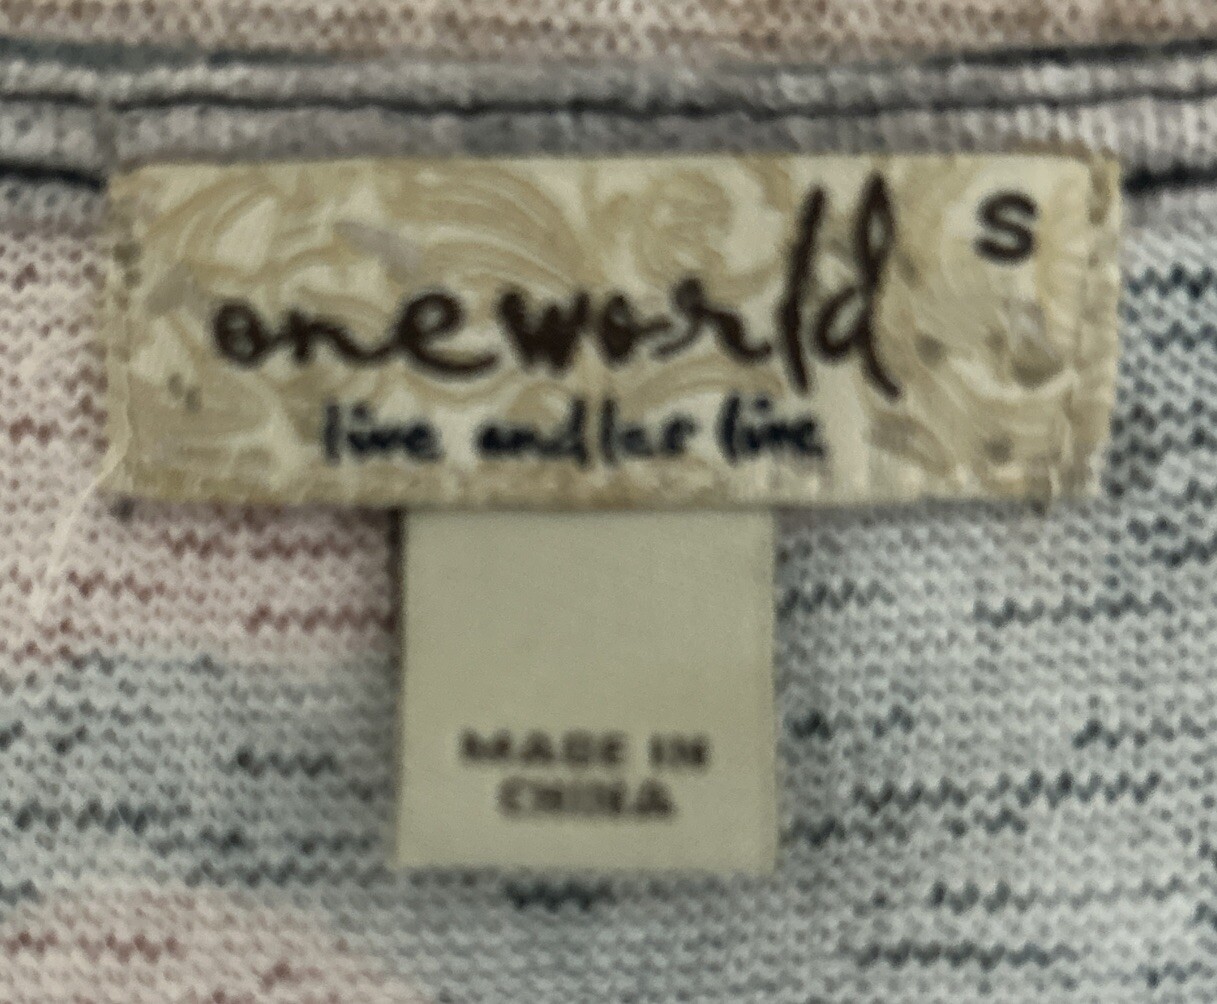 oneworld
S
live and let live
MADE IN
CHINA